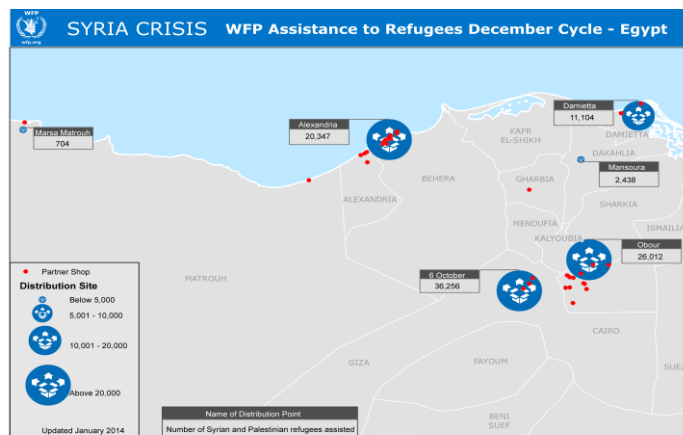 WFP
wfp.org
SYRIA CRISIS WFP Assistance to Refugees December Cycle - Egypt
Marsa Matrouh
704
Alexandria
20,347
Damietta
11,104
KAFR
EL-SHIKH
DAMIETTA
DAKAHLIA
Mansoura
2,438
BEHERA
GHARBIA
ALEXANDRIA
SHARKIA
MENOUFIA
ISMAILIA
KALYOUBIA
Obour
26,012
6 October
36,256
MATROUH
CAIRO
GIZA
FAYOUM
SUEZ
BENI
SUEF
Partner Shop
Distribution Site
Below 5,000
5,001 - 10,000
10,001 - 20,000
Above 20,000
Updated January 2014
Name of Distribution Point
Number of Syrian and Palestinian refugees assisted